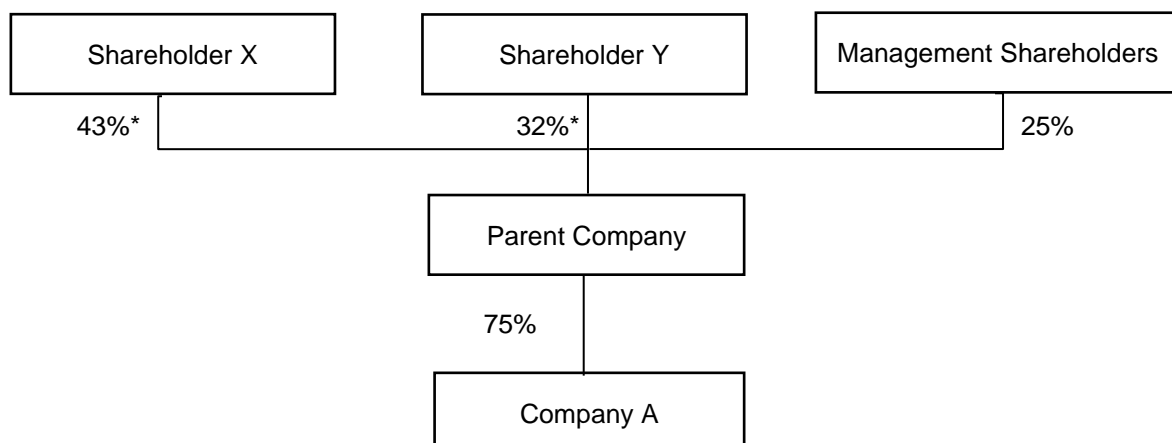 Shareholder X
Shareholder Y
Management Shareholders
43%*
32%*
25%
Parent Company
75%
Company A